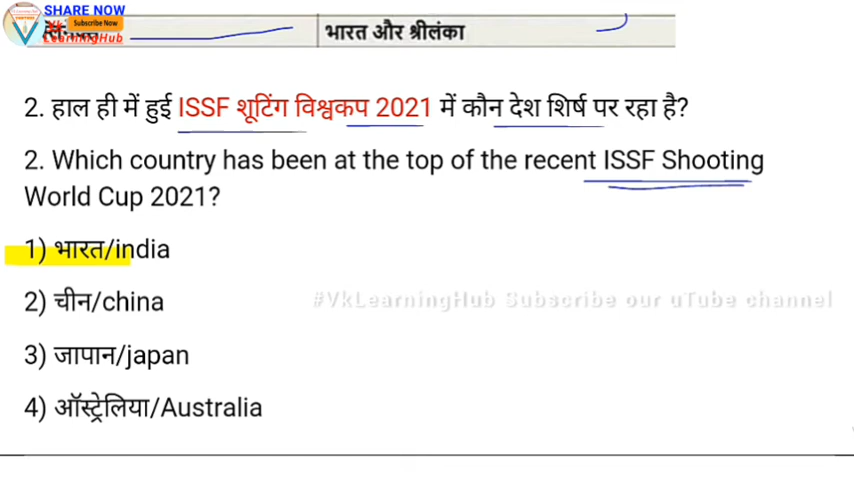 SHARE NOW
Subscribe Now
LearningHub
भारत और श्रीलंका
2. हाल ही में हुई ISSF शूटिंग विश्वकप 2021 में कौन देश शिर्ष पर रहा है?
2. Which country has been at the top of the recent ISSF Shooting
World Cup 2021?
1) भारत/india
2) चीन/china
#VkLearningHub Subscribe our uTube channel
3) जापान/japan
4) ऑस्ट्रेलिया/Australia